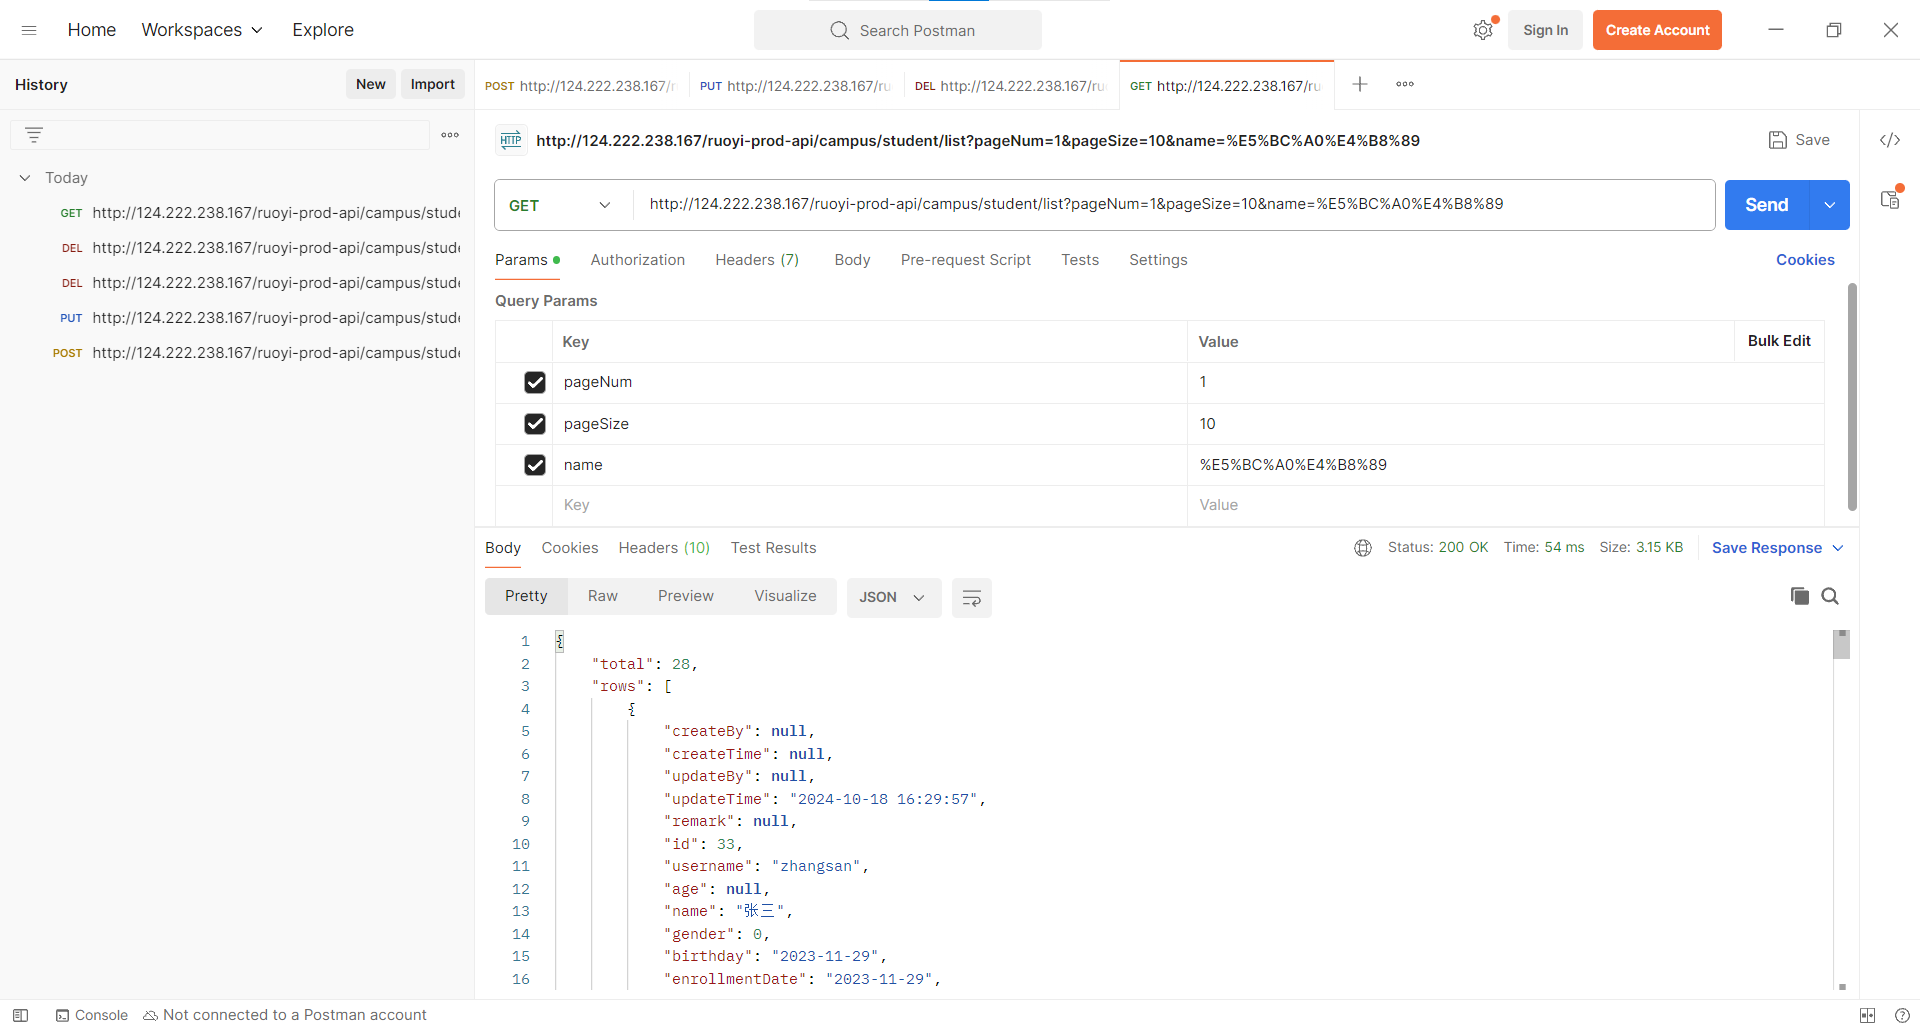 Home Workspaces Explore Search Postman Sign In Create Account
History New Import
POST http://124.222.238.167/r PUT http://124.222.238.167/ru DEL http://124.222.238.167/ru GET http://124.222.238.167/ru
HTTP http://124.222.238.167/ruoyi-prod-api/campus/student/list?pageNum=1&pageSize=10&name=%E5%BC%A0%E4%B8%89 Save
Today
GET http://124.222.238.167/ruoyi-prod-api/campus/stude
DEL http://124.222.238.167/ruoyi-prod-api/campus/stude
DEL http://124.222.238.167/ruoyi-prod-api/campus/stude
PUT http://124.222.238.167/ruoyi-prod-api/campus/stude
POST http://124.222.238.167/ruoyi-prod-api/campus/stude
GET http://124.222.238.167/ruoyi-prod-api/campus/student/list?pageNum=1&pageSize=10&name=%E5%BC%A0%E4%B8%89 Send
Params Authorization Headers (7) Body Pre-request Script Tests Settings Cookies
Query Params
Key Value Bulk Edit
pageNum 1
pageSize 10
name %E5%BC%A0%E4%B8%89
Key Value
Body Cookies Headers (10) Test Results Status: 200 OK Time: 54 ms Size: 3.15 KB Save Response
Pretty Raw Preview Visualize JSON
1 {
2 "total": 28,
3 "rows": [
4 {
5 "createBy": null,
6 "createTime": null,
7 "updateBy": null,
8 "updateTime": "2024-10-18 16:29:57",
9 "remark": null,
10 "id": 33,
11 "username": "zhangsan",
12 "age": null,
13 "name": "张三",
14 "gender": 0,
15 "birthday": "2023-11-29",
16 "enrollmentDate": "2023-11-29",
Console Not connected to a Postman account